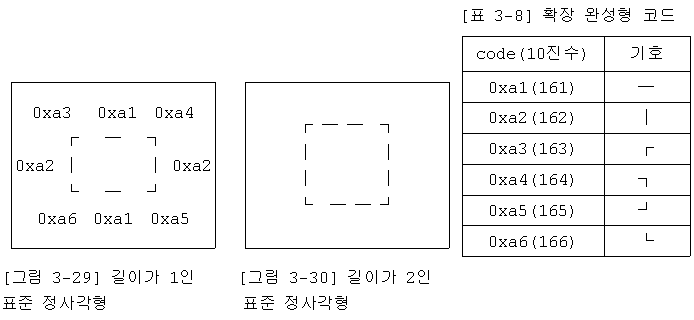 [표 3-8] 확장 완성형 코드
code(10진수) 기호
0xa1(161) ─
0xa2(162) │
0xa3(163) ┌
0xa4(164) ┐
0xa5(165) ┘
0xa6(166) └
0xa3 0xa1 0xa4
┌ ─ ┐
0xa2 │ │ 0xa2
└ ─ ┘
0xa6 0xa1 0xa5
[그림 3-29] 길이가 1인
표준 정사각형
┌ ─ ─ ┐
│ │
│ │
└ ─ ─ ┘
[그림 3-30] 길이가 2인
표준 정사각형